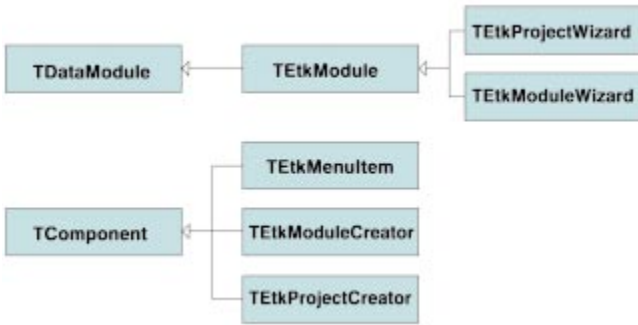 TEtkProjectWizard
TDataModule
TEtkModule
TEtkModuleWizard
TEtkMenuItem
TComponent
TEtkModuleCreator
TEtkProjectCreator